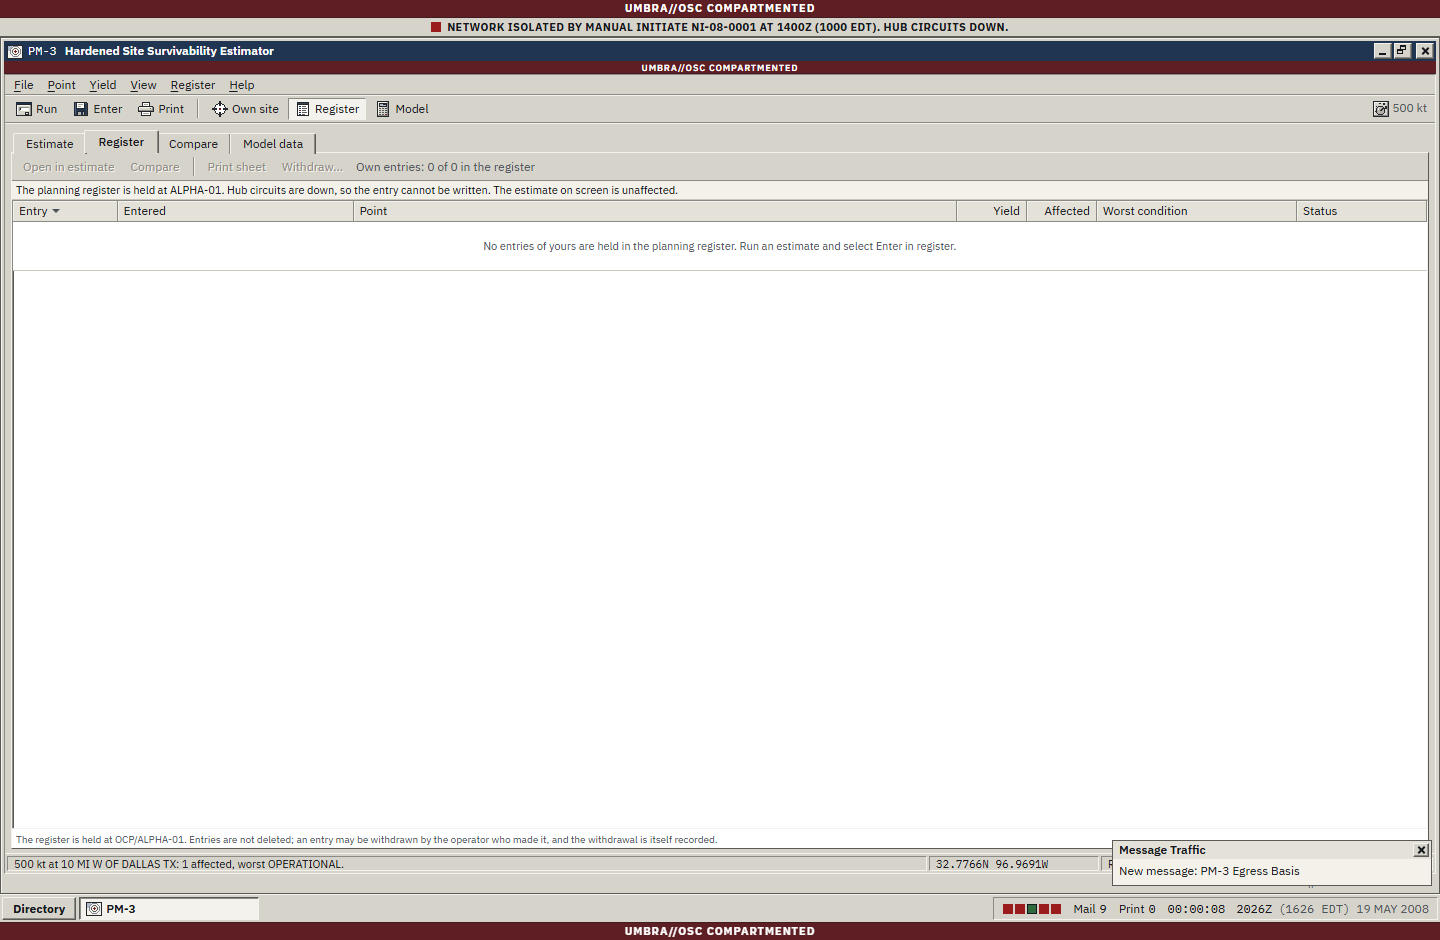 UMBRA//OSC COMPARTMENTED
NETWORK ISOLATED BY MANUAL INITIATE NI-08-0001 AT 1400Z (1000 EDT). HUB CIRCUITS DOWN.
PM-3 Hardened Site Survivability Estimator
UMBRA//OSC COMPARTMENTED
File Point Yield View Register Help
Run Enter Print Own site Register Model 500 kt
Estimate Register Compare Model data
Open in estimate Compare Print sheet Withdraw... Own entries: 0 of 0 in the register
The planning register is held at ALPHA-01. Hub circuits are down, so the entry cannot be written. The estimate on screen is unaffected.
Entry Entered Point Yield Affected Worst condition Status
No entries of yours are held in the planning register. Run an estimate and select Enter in register.
The register is held at OCP/ALPHA-01. Entries are not deleted; an entry may be withdrawn by the operator who made it, and the withdrawal is itself recorded.
500 kt at 10 MI W OF DALLAS TX: 1 affected, worst OPERATIONAL. 32.7766N 96.9691W
Message Traffic
New message: PM-3 Egress Basis
Directory PM-3 Mail 9 Print 0 00:00:08 2026Z (1626 EDT) 19 MAY 2008
UMBRA//OSC COMPARTMENTED